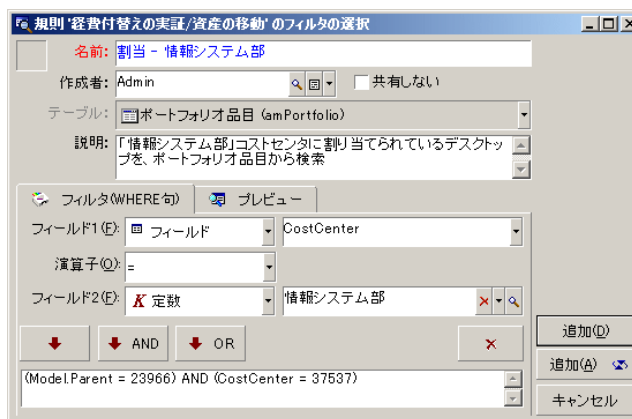 規則 '経費付替えの実証/資産の移動' のフィルタの選択
名前: 割当 - 情報システム部
作成者: Admin 共有しない
テーブル: ポートフォリオ品目 (amPortfolio)
説明: 「情報システム部」コストセンタに割り当てられているデスクトッ
プを、ポートフォリオ品目から検索
フィルタ(WHERE句) プレビュー
フィールド1(F): フィールド CostCenter
演算子(O): =
フィールド2(F): K 定数 情報システム部
AND OR
追加(D)
(Model.Parent = 23966) AND (CostCenter = 37537)
追加(A)
キャンセル